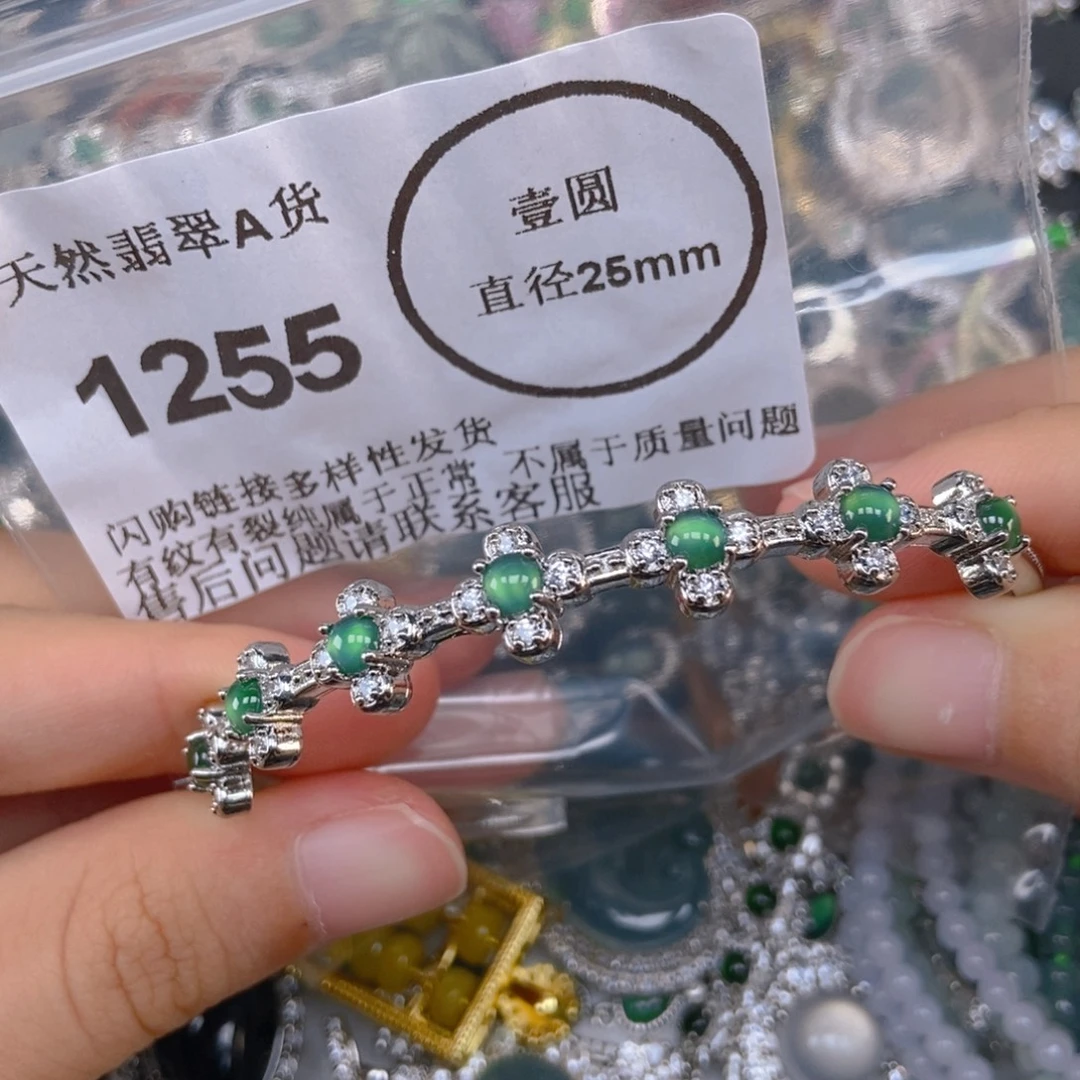 天然翡翠A货
1255
壹圆
直径25mm
闪购链接多样性发货
有纹有裂纯属于正常 不属于质量问题
售后问题请联系客服